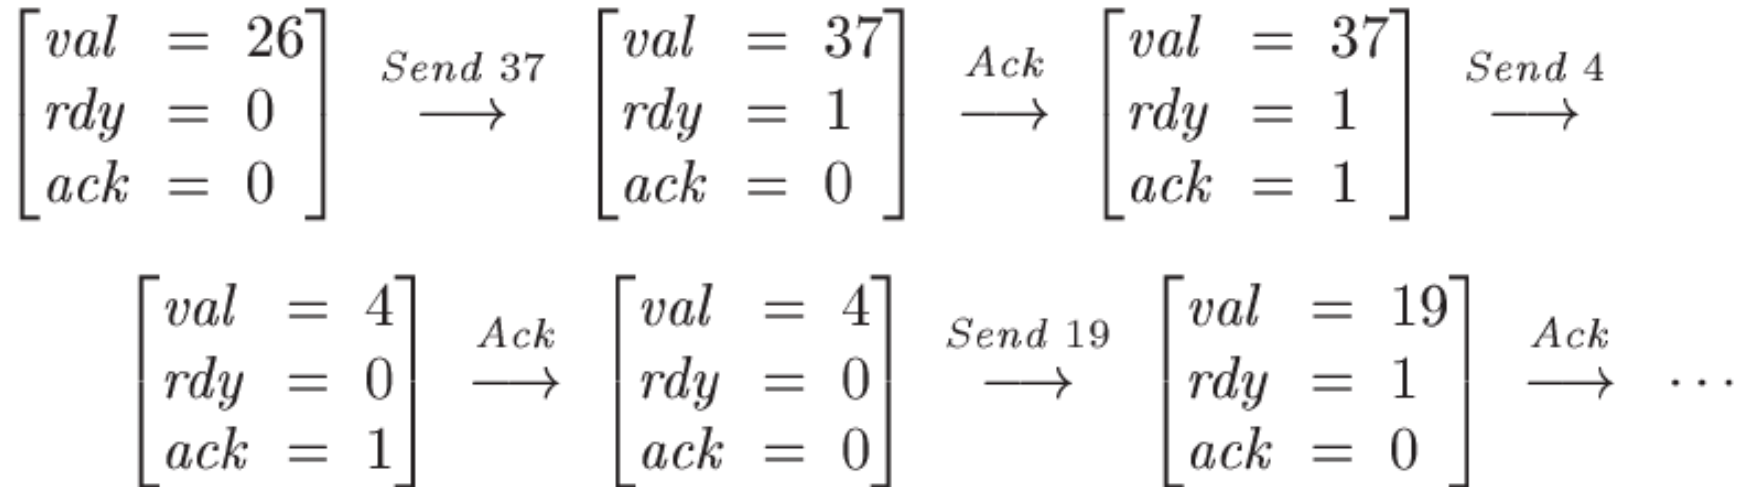 val = 26 Send 37 val = 37 Ack val = 37 Send 4
rdy = 0 ⟶ rdy = 1 ⟶ rdy = 1 ⟶
ack = 0 ack = 0 ack = 1
val = 4 Ack val = 4 Send 19 val = 19 Ack
rdy = 0 ⟶ rdy = 0 ⟶ rdy = 1 ⟶ ···
ack = 1 ack = 0 ack = 0